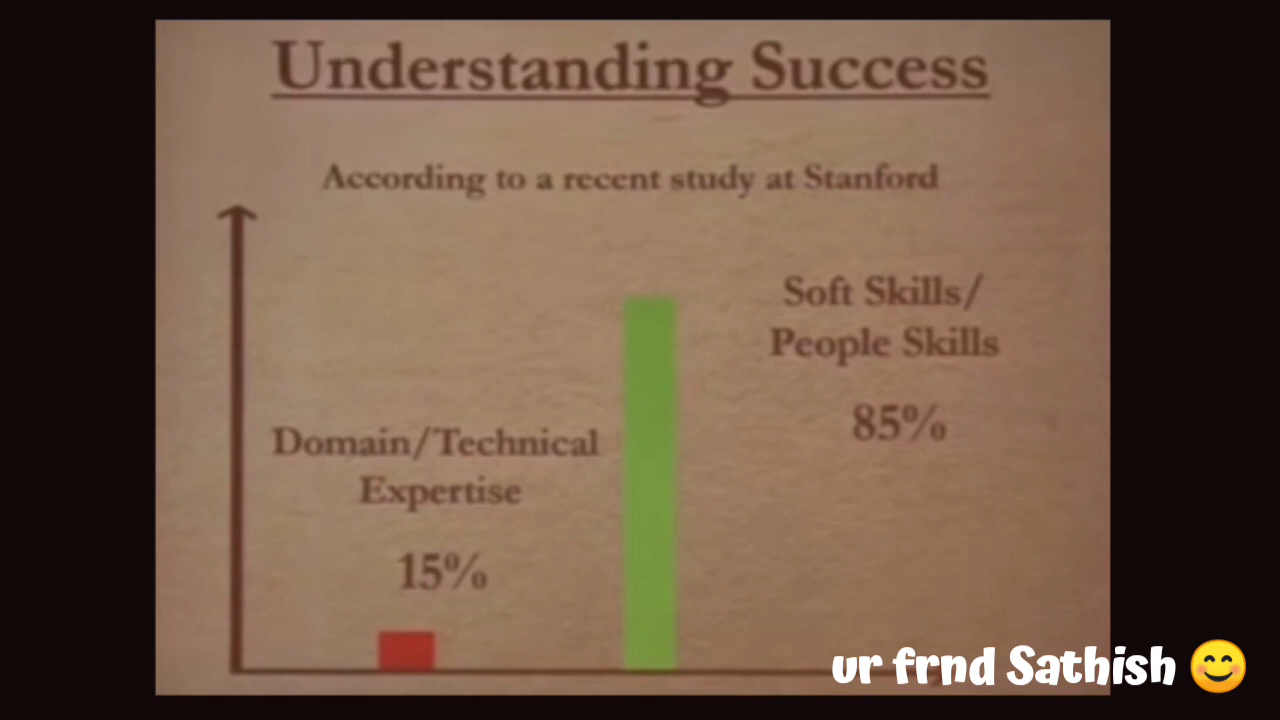 Understanding Success
According to a recent study at Stanford
Soft Skills/
People Skills
85%
Domain/Technical
Expertise
15%
ur frnd Sathish 😊